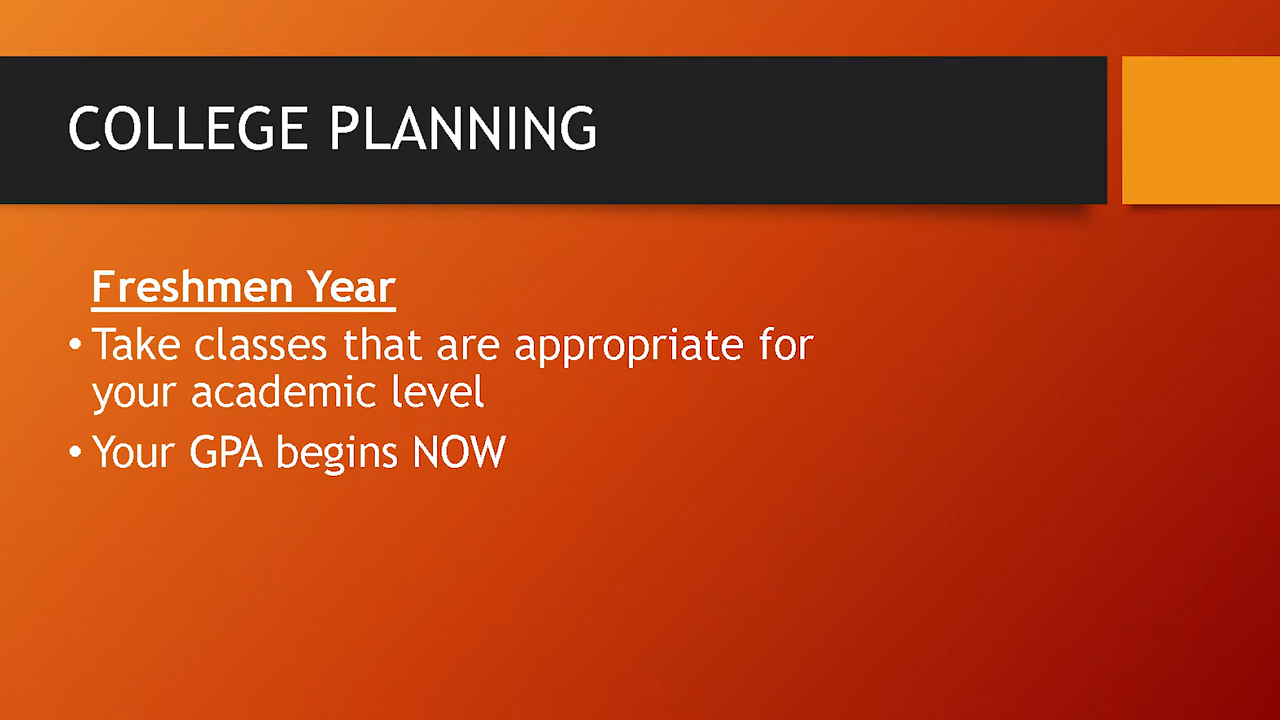 COLLEGE PLANNING
Freshmen Year
• Take classes that are appropriate for
your academic level
• Your GPA begins NOW